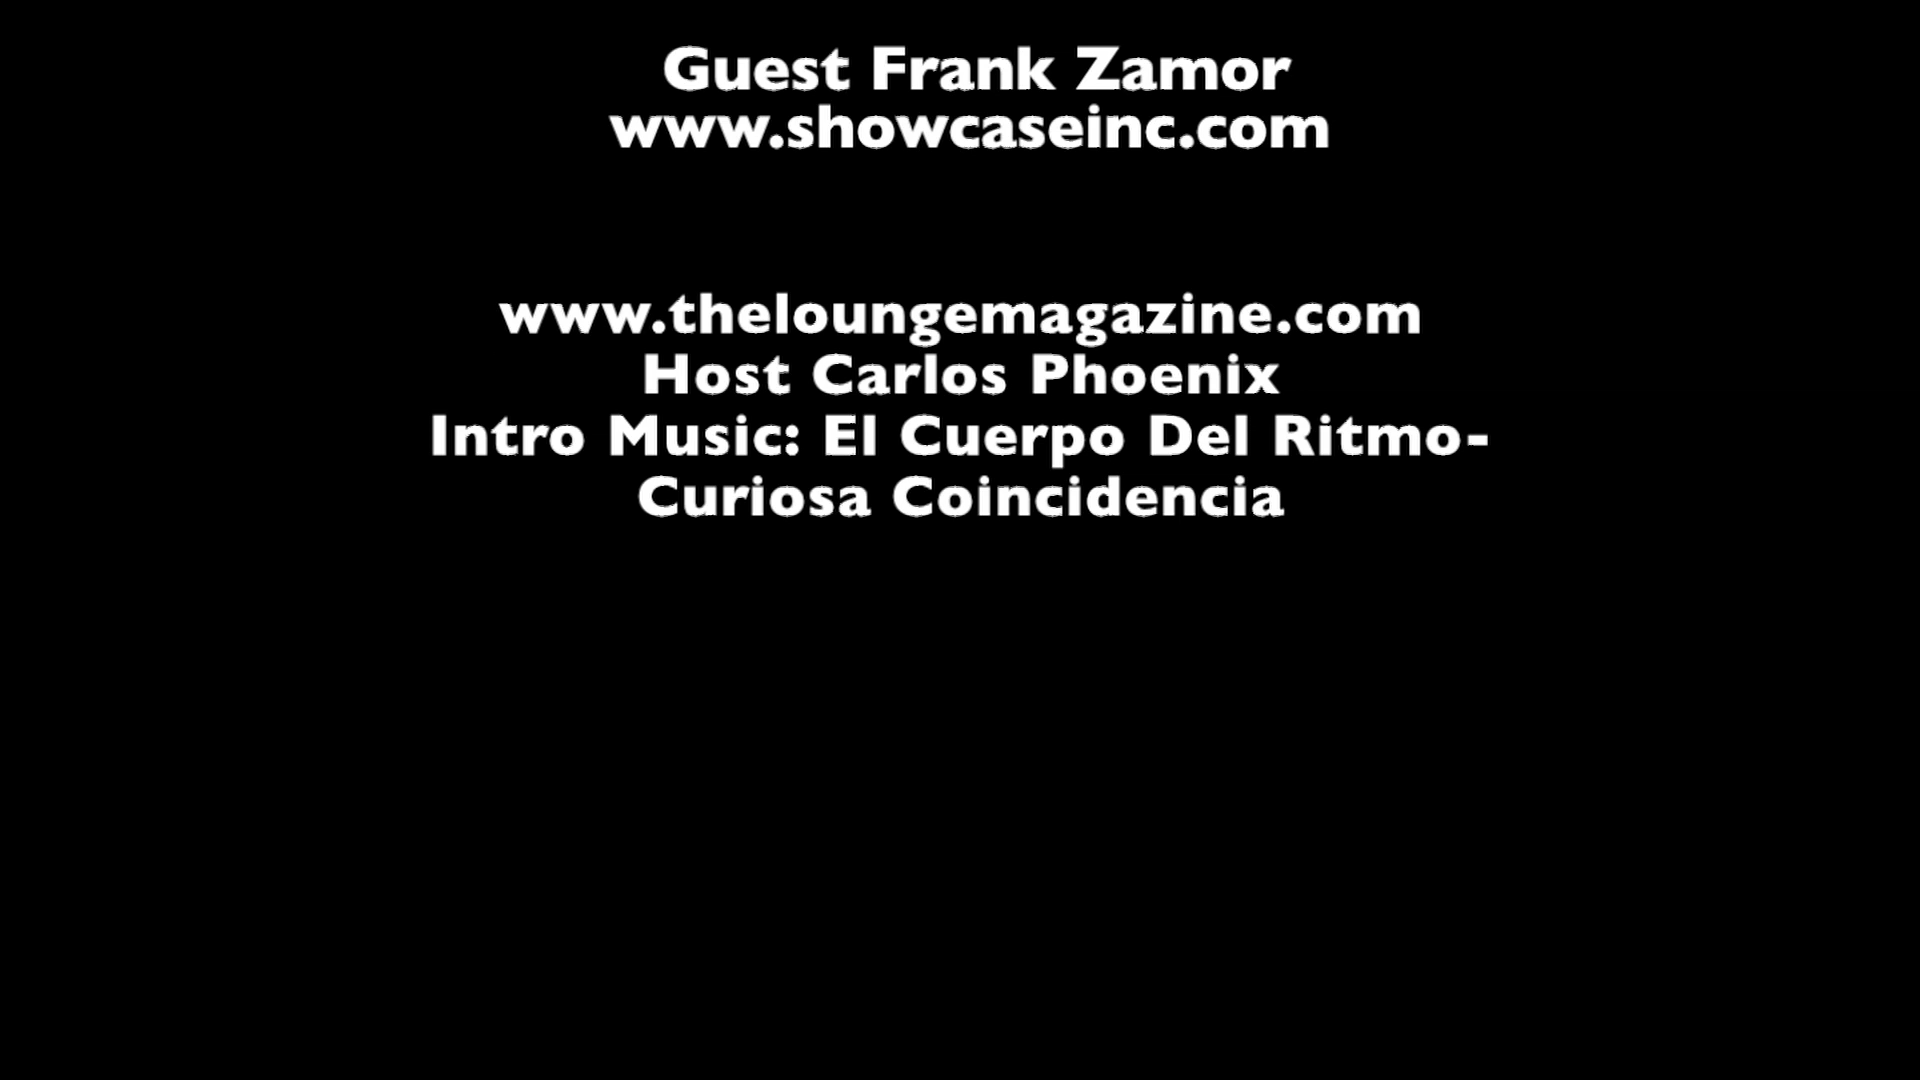 Guest Frank Zamor
www.showcaseinc.com
www.theloungemagazine.com
Host Carlos Phoenix
Intro Music: El Cuerpo Del Ritmo-
Curiosa Coincidencia